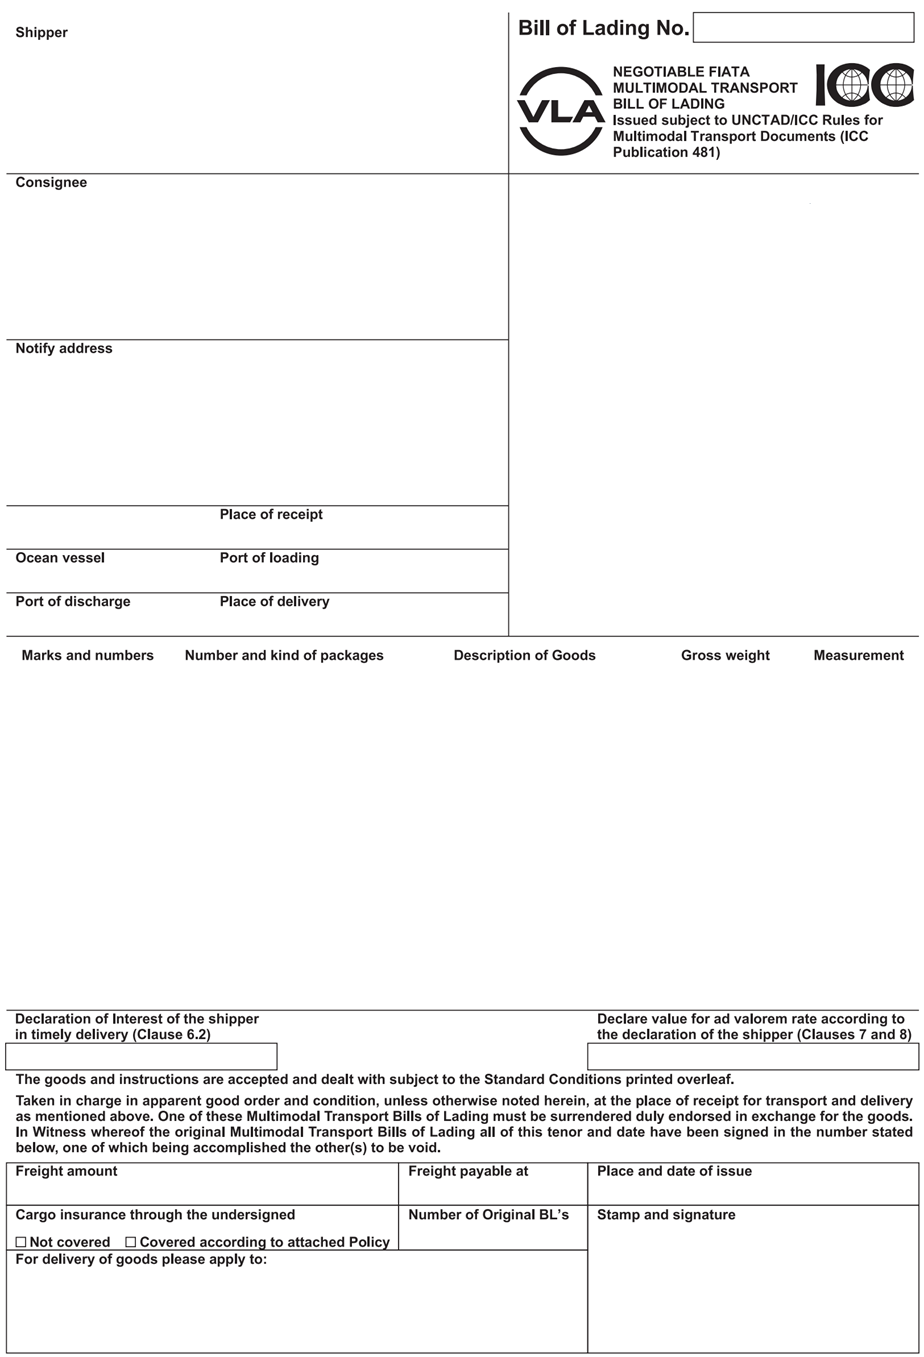 Shipper
Bill of Lading No.
VLA
NEGOTIABLE FIATA
MULTIMODAL TRANSPORT
BILL OF LADING
Issued subject to UNCTAD/ICC Rules for
Multimodal Transport Documents (ICC
Publication 481)
ICC
Consignee
Notify address
Place of receipt
Ocean vessel Port of loading
Port of discharge Place of delivery
Marks and numbers Number and kind of packages Description of Goods Gross weight Measurement
Declaration of Interest of the shipper
in timely delivery (Clause 6.2)
Declare value for ad valorem rate according to
the declaration of the shipper (Clauses 7 and 8)
The goods and instructions are accepted and dealt with subject to the Standard Conditions printed overleaf.
Taken in charge in apparent good order and condition, unless otherwise noted herein, at the place of receipt for transport and delivery
as mentioned above. One of these Multimodal Transport Bills of Lading must be surrendered duly endorsed in exchange for the goods.
In Witness whereof the original Multimodal Transport Bills of Lading all of this tenor and date have been signed in the number stated
below, one of which being accomplished the other(s) to be void.
Freight amount Freight payable at Place and date of issue
Cargo insurance through the undersigned Number of Original BL's Stamp and signature
☐ Not covered ☐ Covered according to attached Policy
For delivery of goods please apply to: